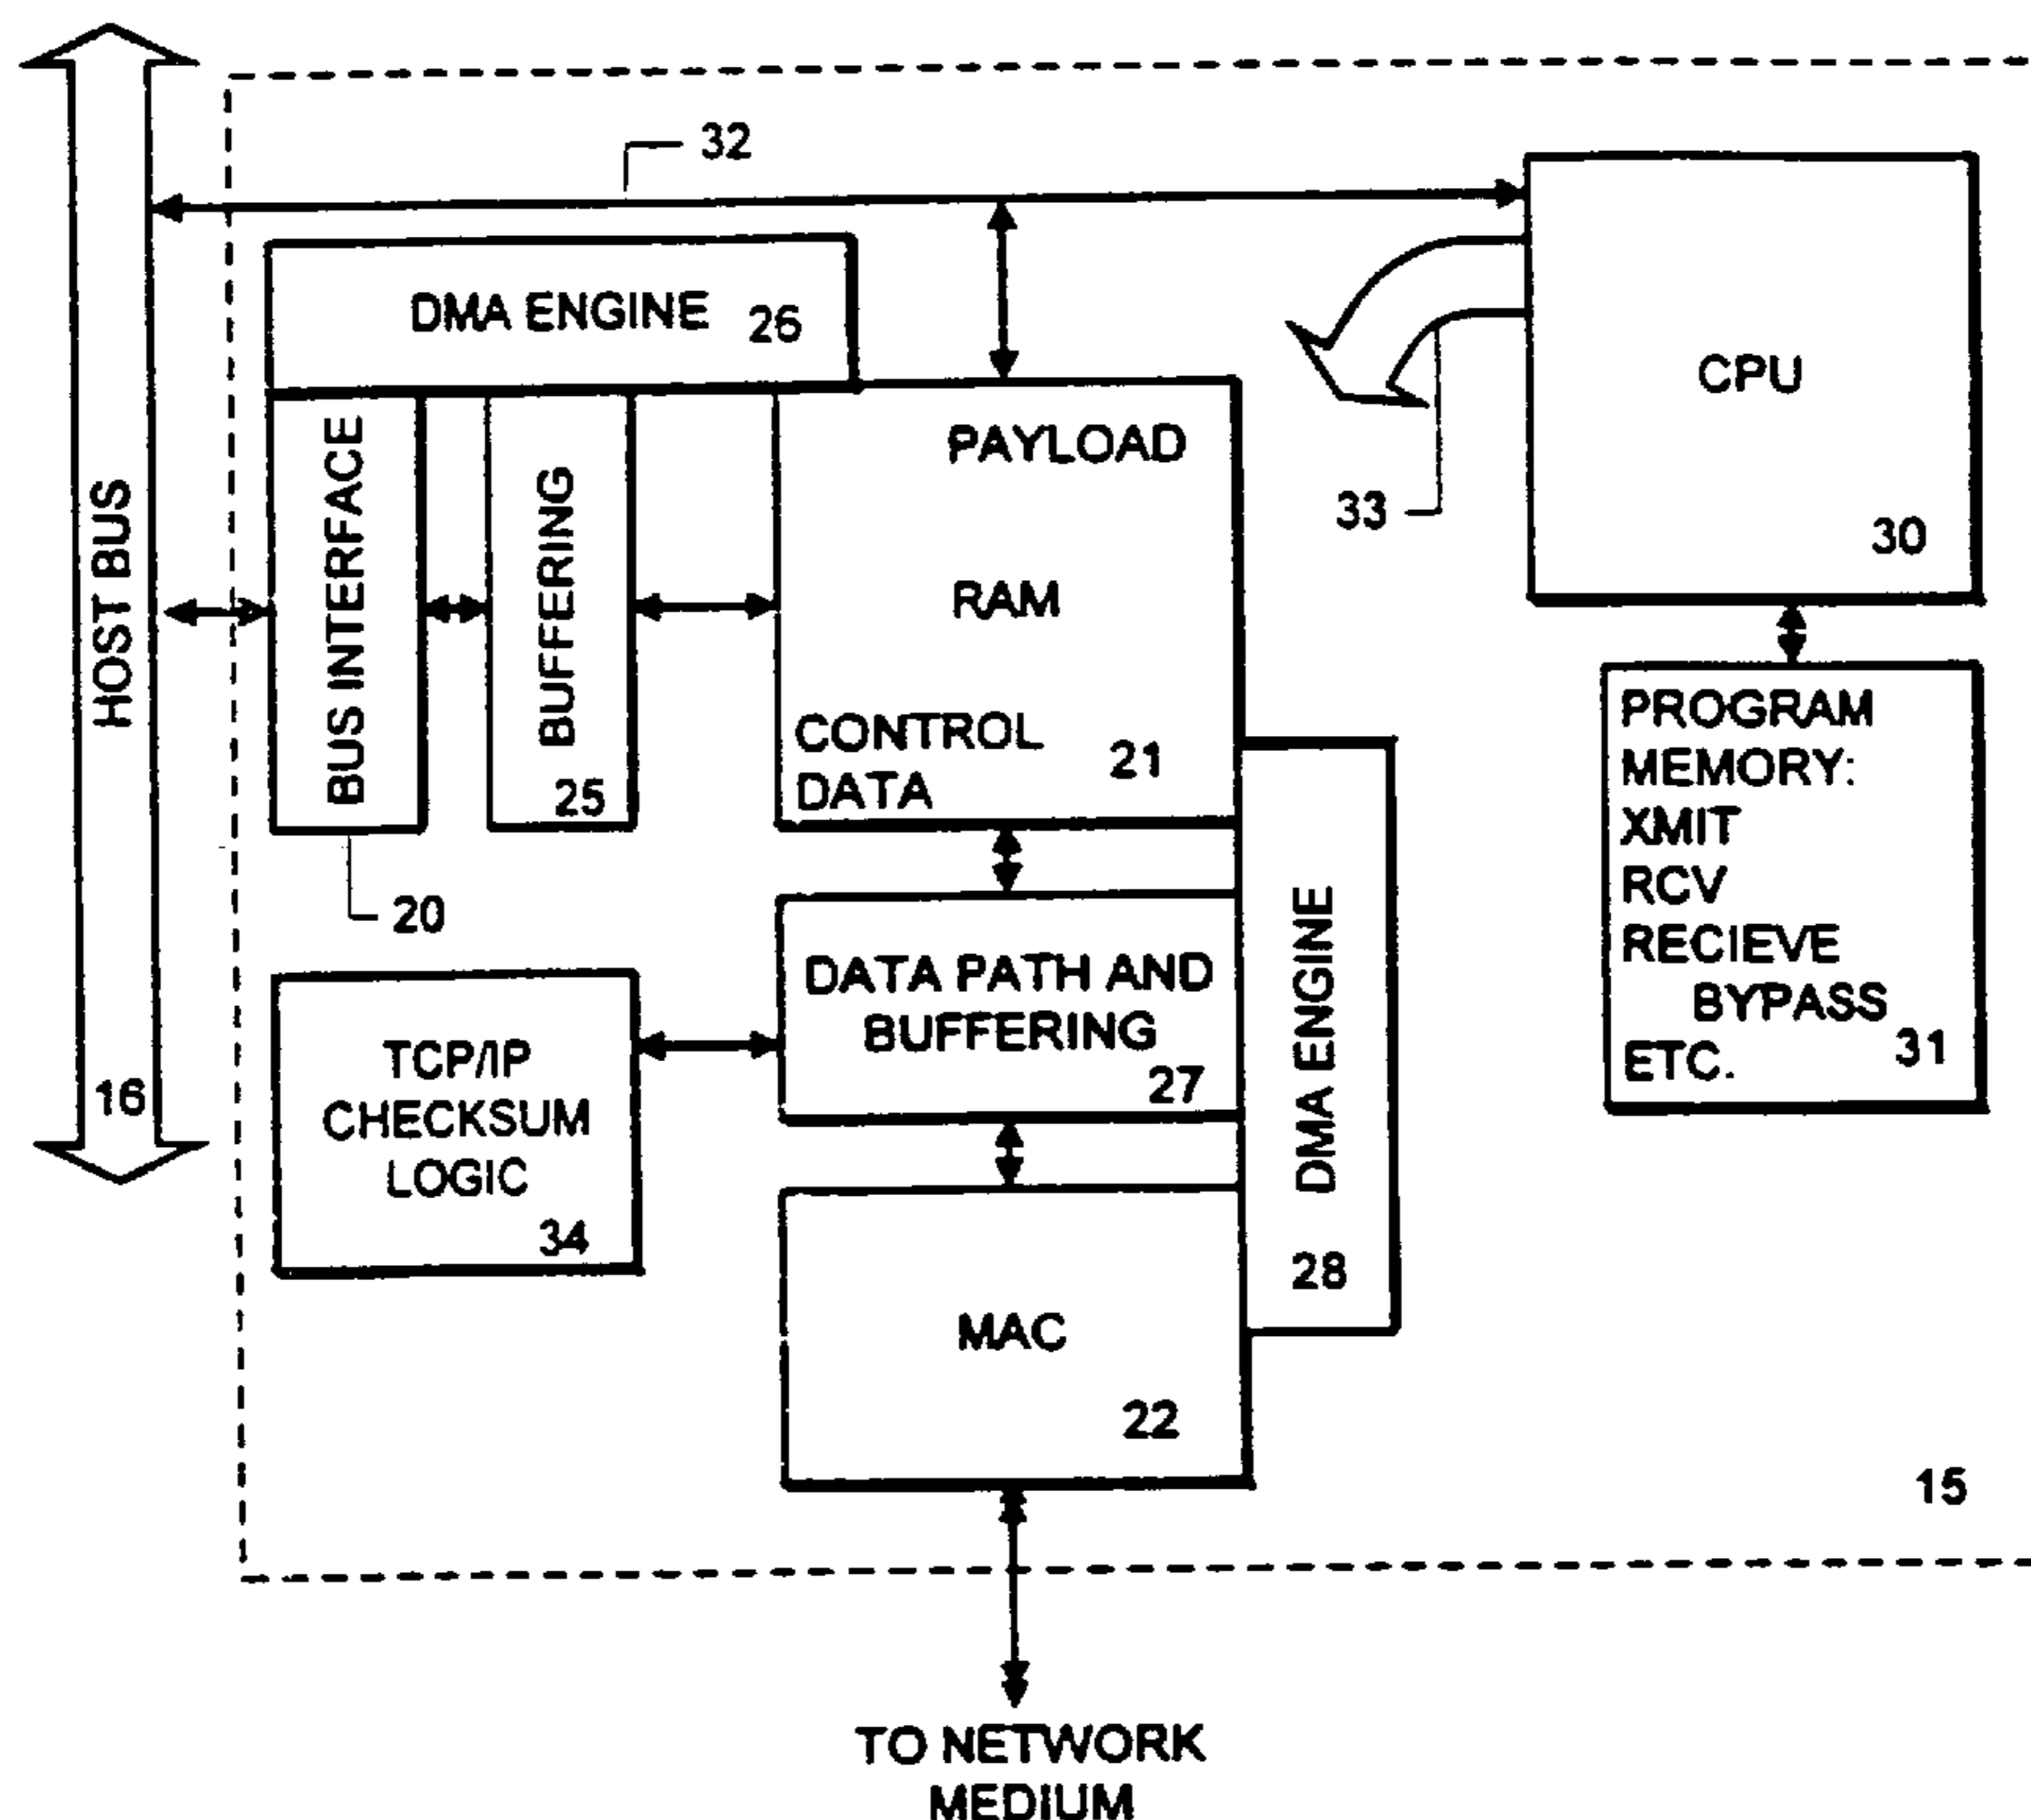 32
DMA ENGINE 26
CPU
30
33
HOST BUS
16
BUS INTERFACE
20
BUFFERING
25
PAYLOAD
RAM
CONTROL
DATA
21
PROGRAM
MEMORY:
XMIT
RCV
RECIEVE
BYPASS
ETC.
31
DATA PATH AND
BUFFERING
27
DMA ENGINE
28
TCP/IP
CHECKSUM
LOGIC
34
MAC
22
15
TO NETWORK
MEDIUM